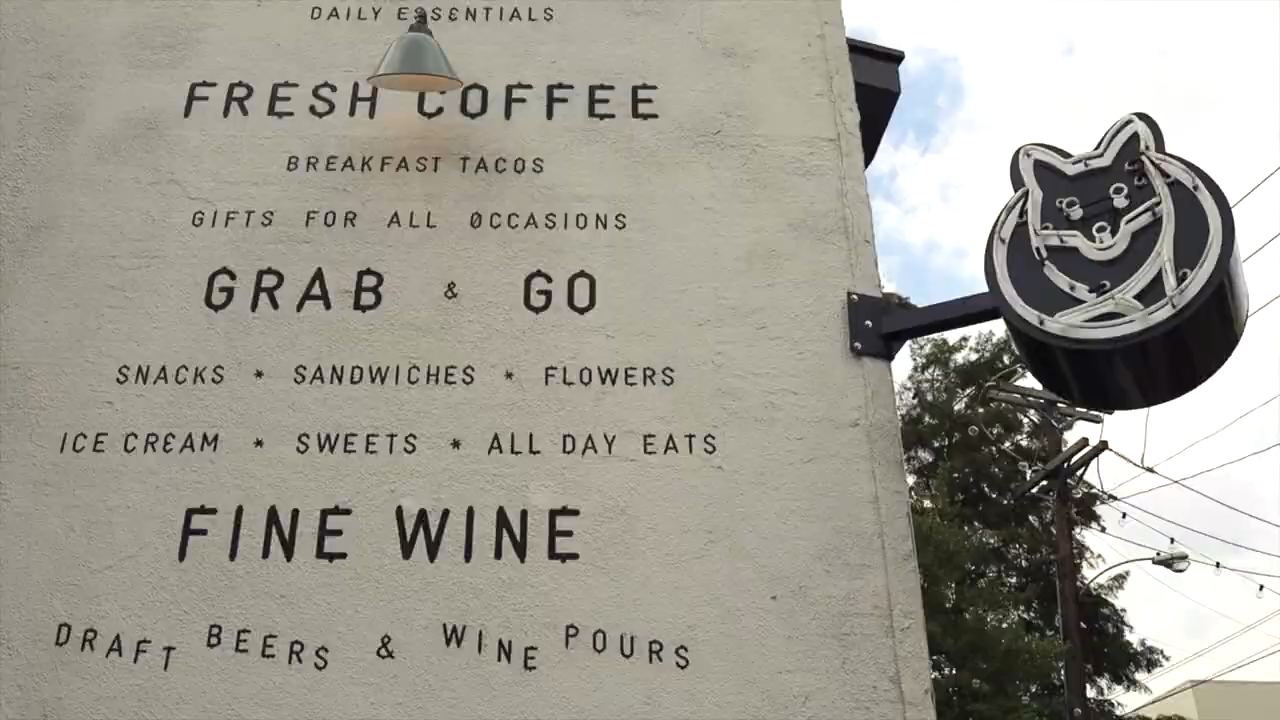 DAILY ESSENTIALS
FRESH COFFEE
BREAKFAST TACOS
GIFTS FOR ALL OCCASIONS
GRAB & GO
SNACKS * SANDWICHES * FLOWERS
ICE CREAM * SWEETS * ALL DAY EATS
FINE WINE
DRAFT BEERS & WINE POURS